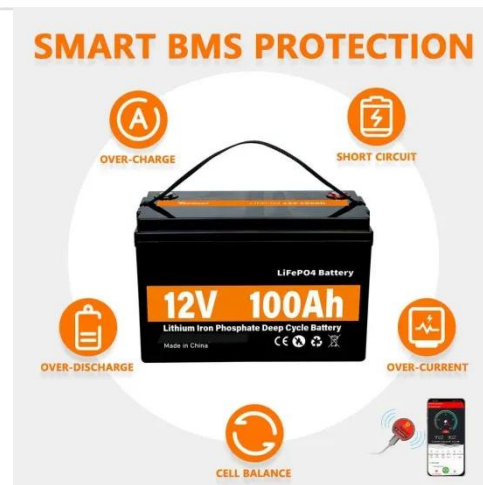 SMART BMS PROTECTION
A
OVER-CHARGE
SHORT CIRCUIT
LiFePO4 Battery
12V 100Ah
Lithium Iron Phosphate Deep Cycle Battery
Made in China
CE
OVER-DISCHARGE
OVER-CURRENT
CELL BALANCE